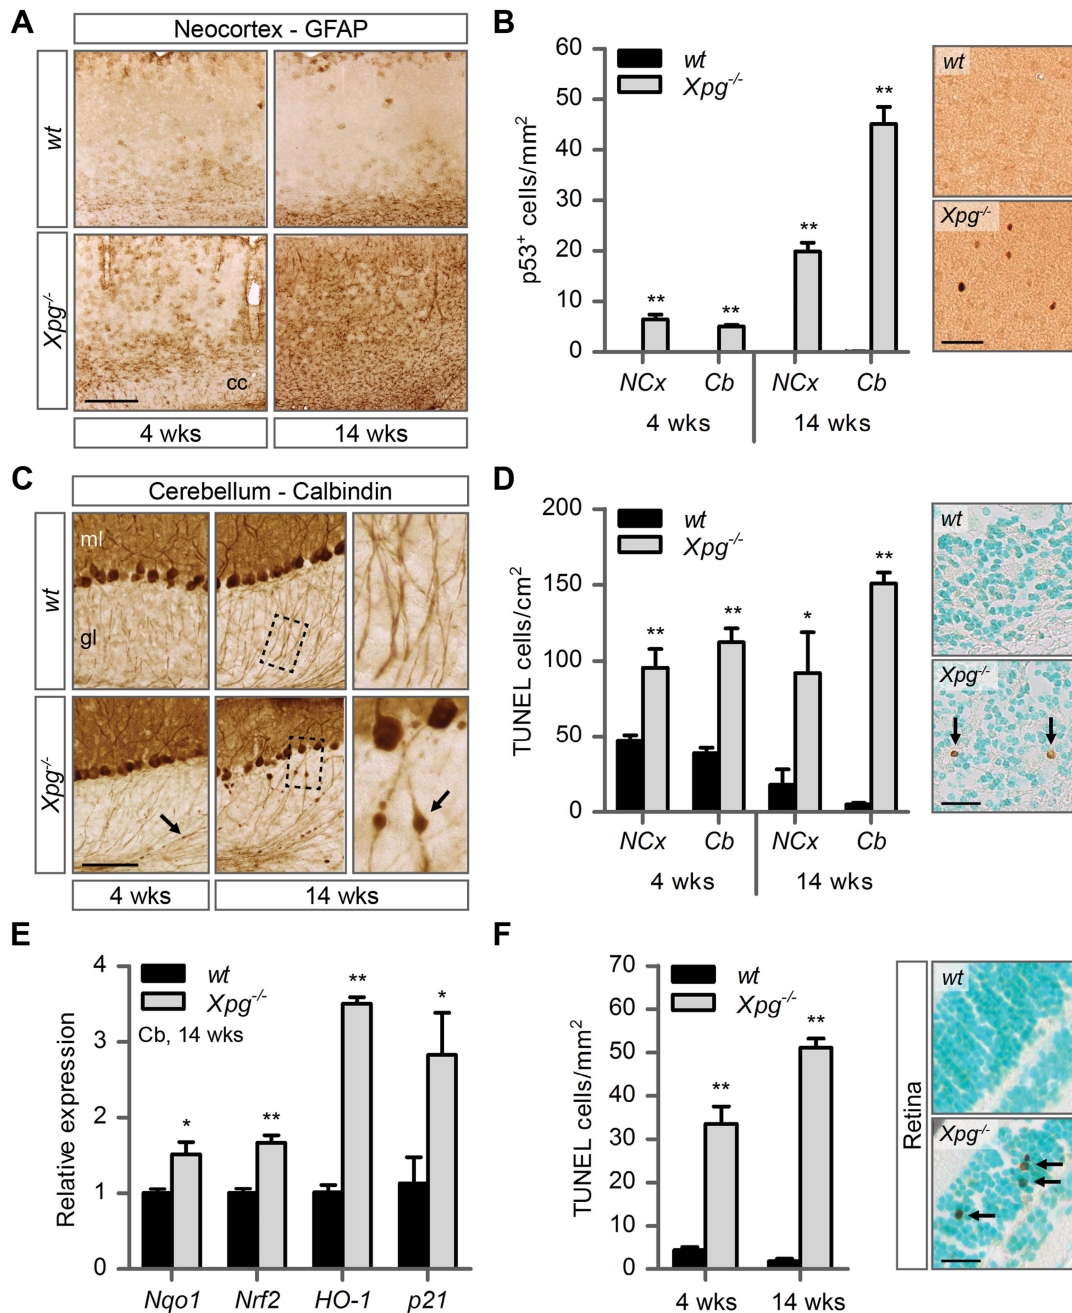 A
Neocortex - GFAP
wt
Xpg-/-
cc
4 wks
14 wks
B
p53+ cells/mm2
60
50
40
30
20
10
0
wt
Xpg-/-
**
**
**
**
NCx
Cb
NCx
Cb
4 wks
14 wks
wt
Xpg-/-
C
Cerebellum - Calbindin
wt
ml
gl
Xpg-/-
4 wks
14 wks
D
TUNEL cells/cm2
200
150
100
50
0
wt
Xpg-/-
**
**
*
**
NCx
Cb
NCx
Cb
4 wks
14 wks
wt
Xpg-/-
E
Relative expression
4
3
2
1
0
wt
Xpg-/-
Cb, 14 wks
*
**
**
*
Nqo1
Nrf2
HO-1
p21
F
TUNEL cells/mm2
70
60
50
40
30
20
10
0
wt
Xpg-/-
**
**
4 wks
14 wks
Retina
wt
Xpg-/-